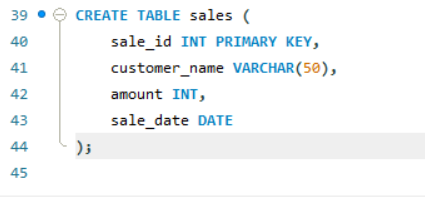 39 CREATE TABLE sales (
40 sale_id INT PRIMARY KEY,
41 customer_name VARCHAR(50),
42 amount INT,
43 sale_date DATE
44 );
45